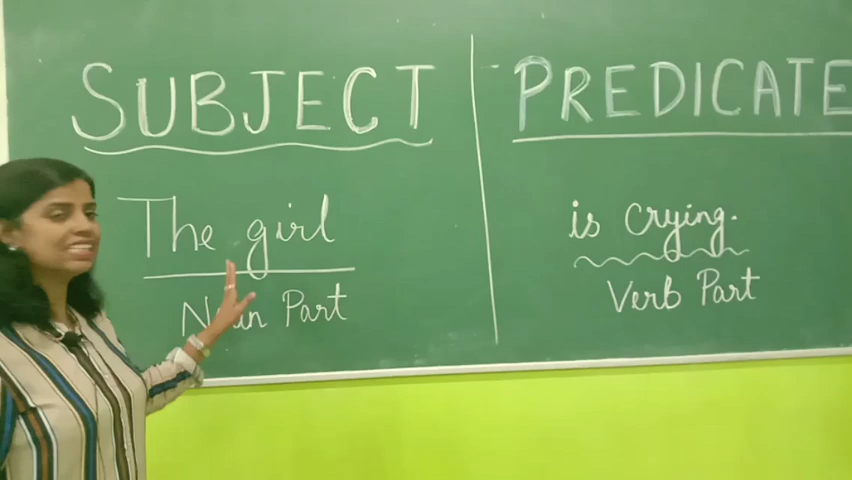 SUBJECT
PREDICATE
The girl
is crying.
Part
Verb Part